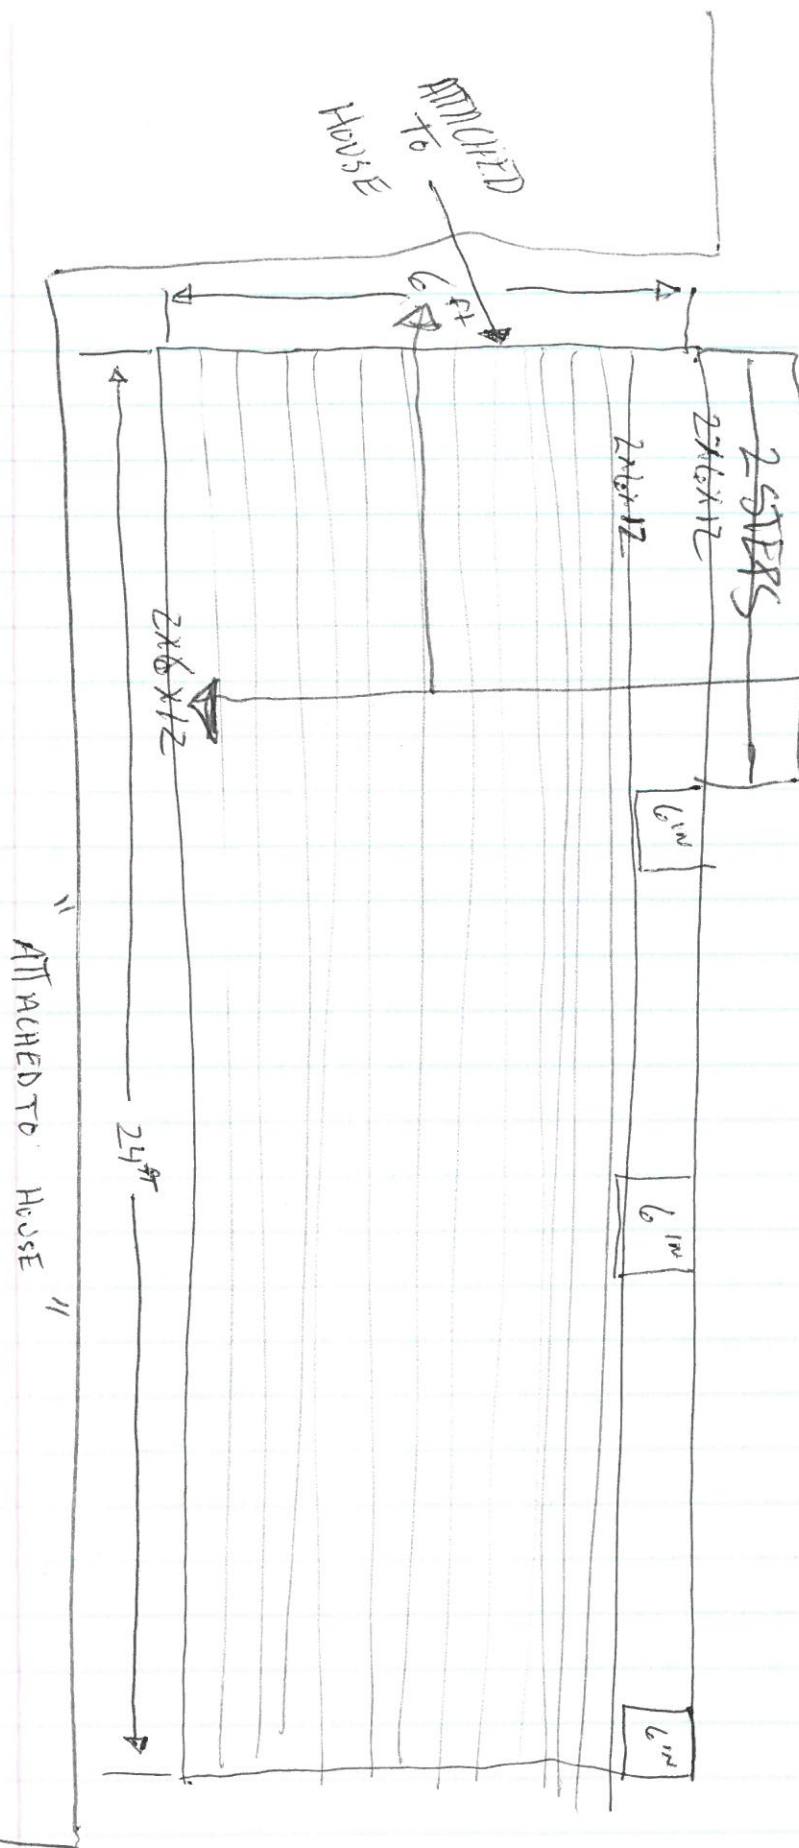 ATTACHED
TO
HOUSE
6 ft
2 STEPS
2X6X12
2X6X12
2X6X12
6 IN
6 IN
6 IN
24 FT
" ATTACHED TO HOUSE "